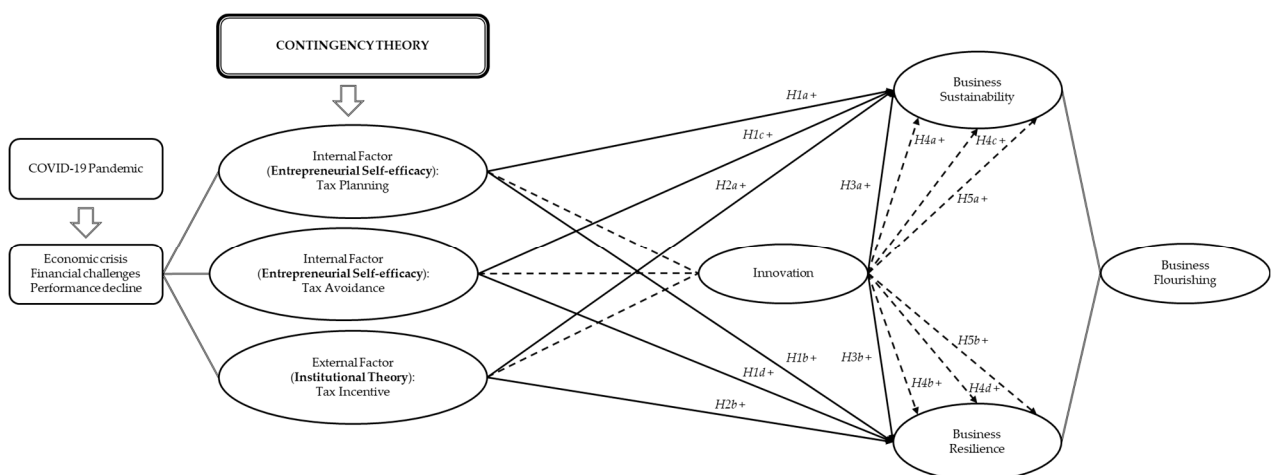 CONTINGENCY THEORY
COVID-19 Pandemic
Economic crisis
Financial challenges
Performance decline
Internal Factor
(Entrepreneurial Self-efficacy):
Tax Planning
Internal Factor
(Entrepreneurial Self-efficacy):
Tax Avoidance
External Factor
(Institutional Theory):
Tax Incentive
H1a +
H1c +
H2a +
H1b +
H1d +
H2b +
Innovation
H3a +
H3b +
H4a +
H4c +
H5a +
H5b +
H4b +
H4d +
Business
Sustainability
Business
Resilience
Business
Flourishing